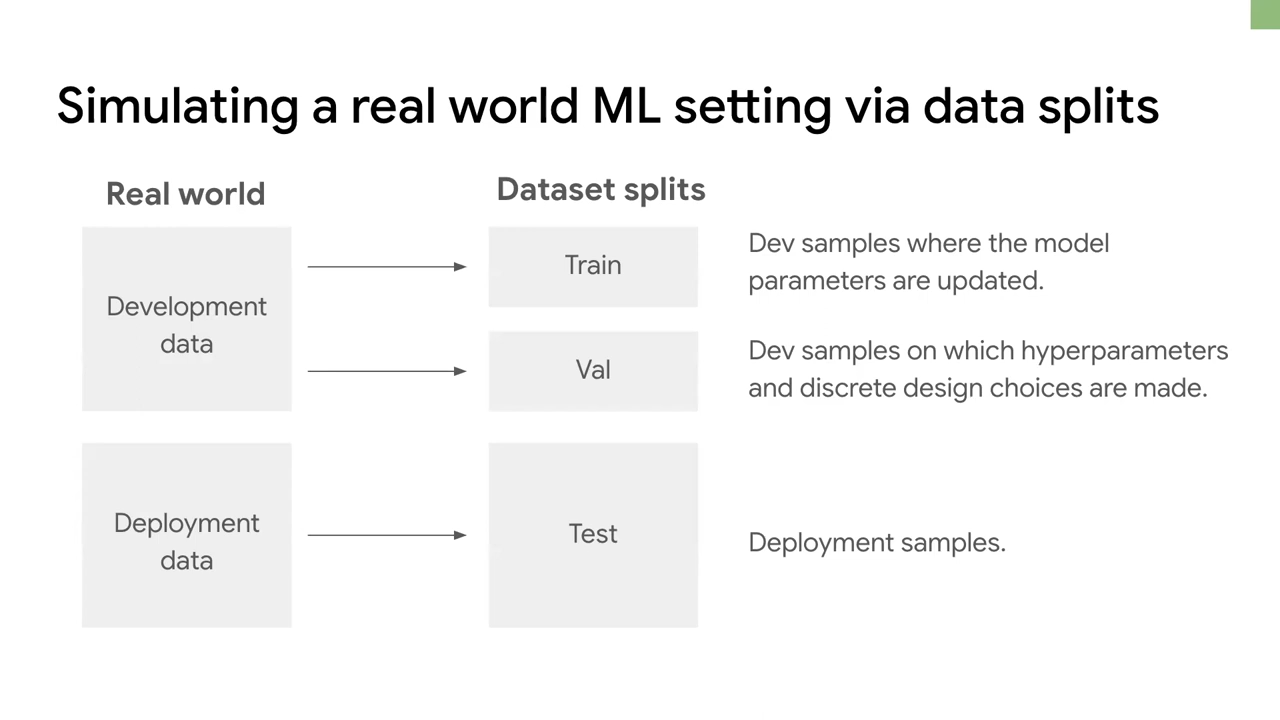 Simulating a real world ML setting via data splits
Real world
Dataset splits
Development
data
Train
Dev samples where the model
parameters are updated.
Val
Dev samples on which hyperparameters
and discrete design choices are made.
Deployment
data
Test
Deployment samples.